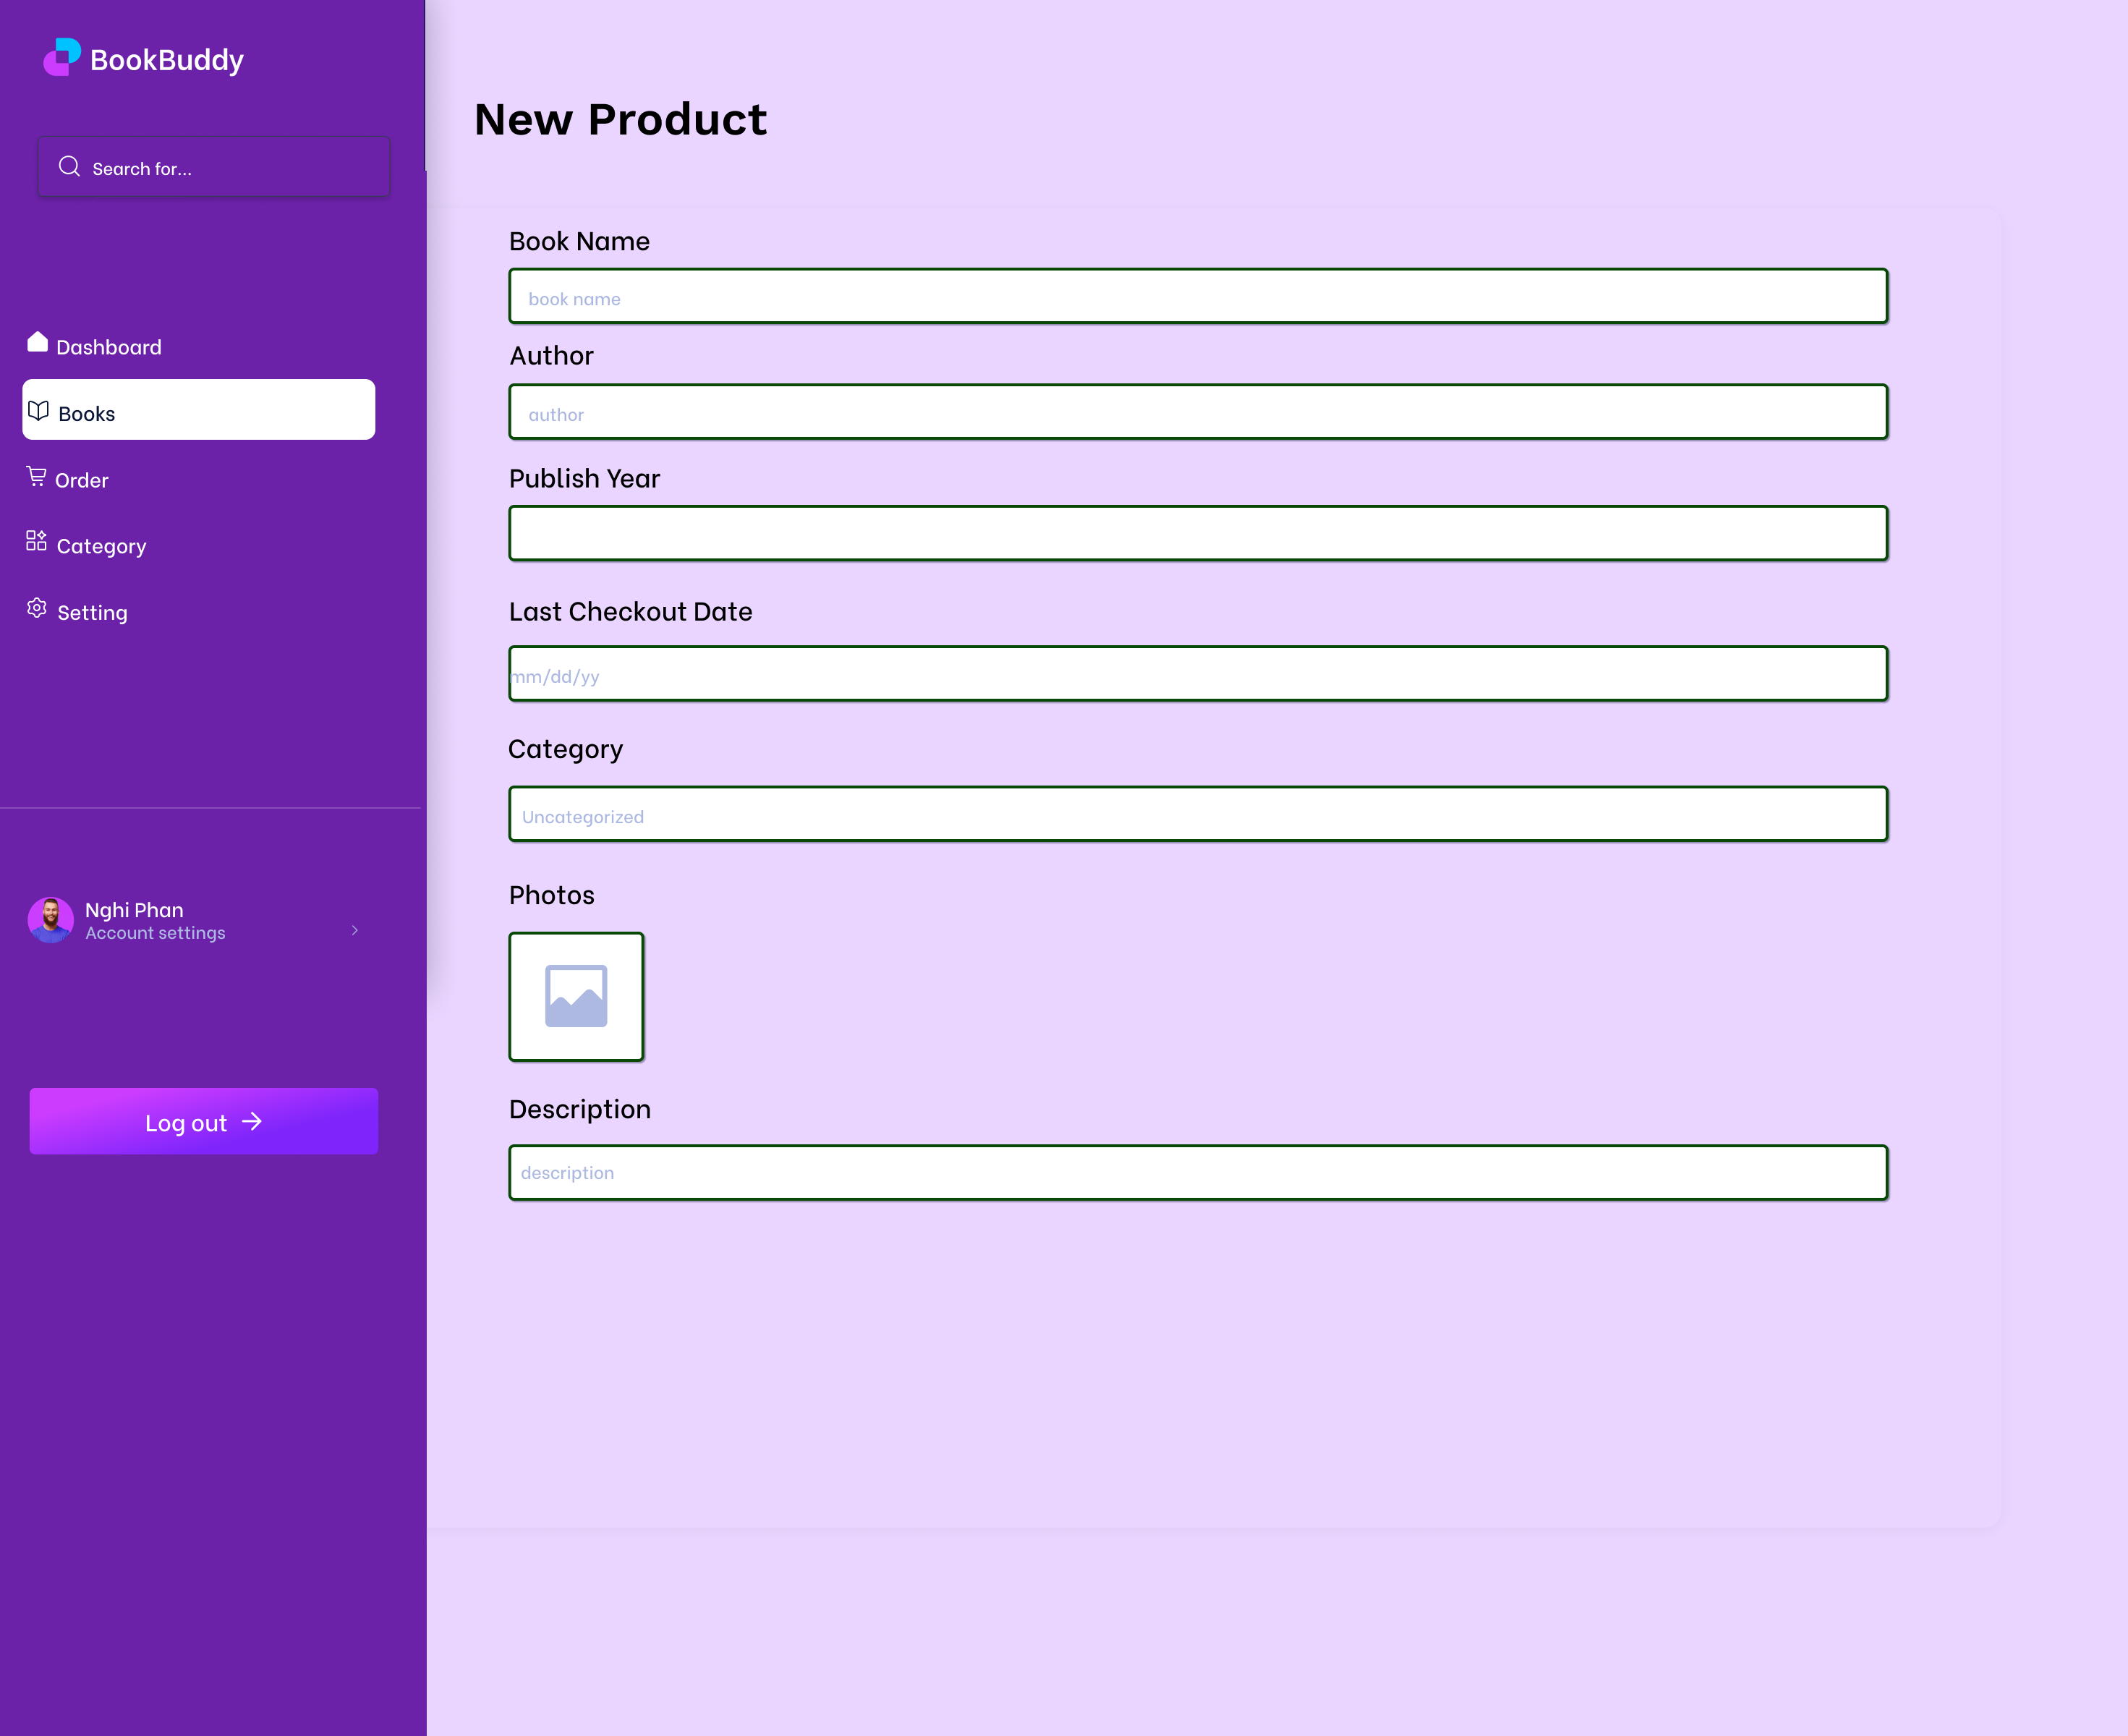 BookBuddy
Search for...
Dashboard
Books
Order
Category
Setting
Nghi Phan
Account settings
Log out
New Product
Book Name
book name
Author
author
Publish Year
Last Checkout Date
mm/dd/yy
Category
Uncategorized
Photos
Description
description